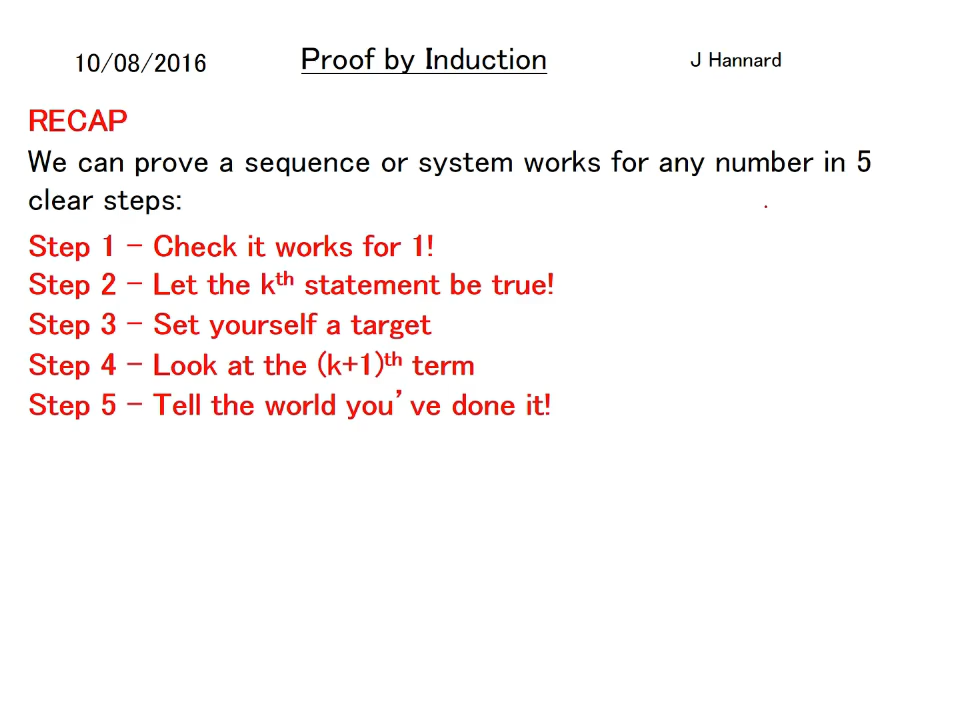 10/08/2016 Proof by Induction J Hannard
RECAP
We can prove a sequence or system works for any number in 5
clear steps:
Step 1 – Check it works for 1!
Step 2 – Let the kth statement be true!
Step 3 – Set yourself a target
Step 4 – Look at the (k+1)th term
Step 5 – Tell the world you’ve done it!